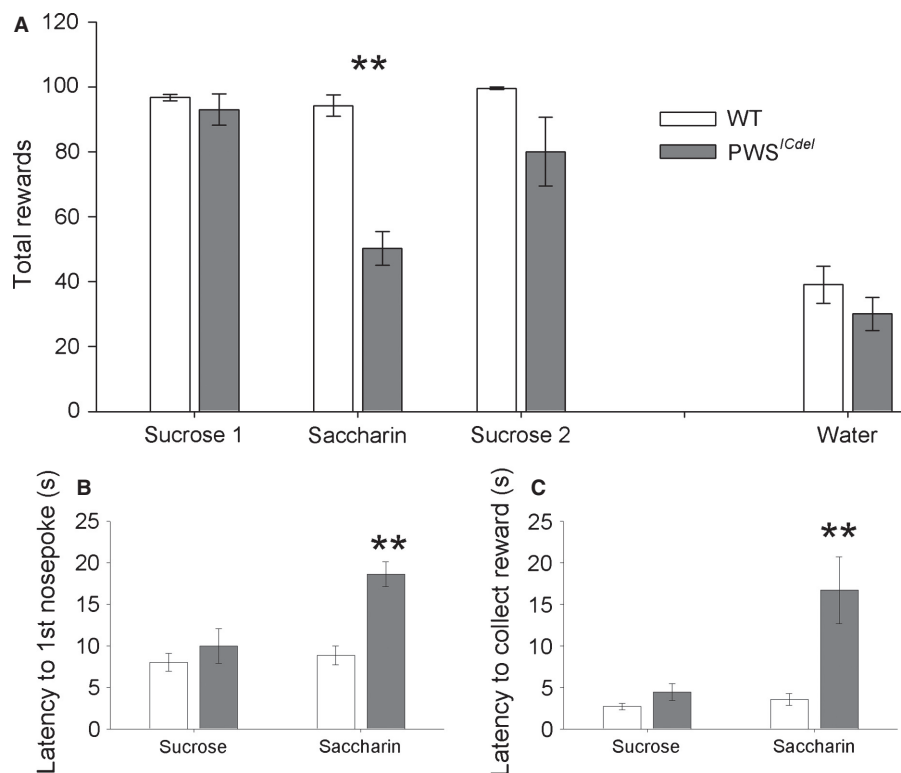 A
**
WT
PWS^ICdel
Total rewards
120
100
80
60
40
20
0
Sucrose 1
Saccharin
Sucrose 2
Water
B
Latency to 1st nosepoke (s)
25
20
15
10
5
0
**
Sucrose
Saccharin
C
Latency to collect reward (s)
25
20
15
10
5
0
**
Sucrose
Saccharin